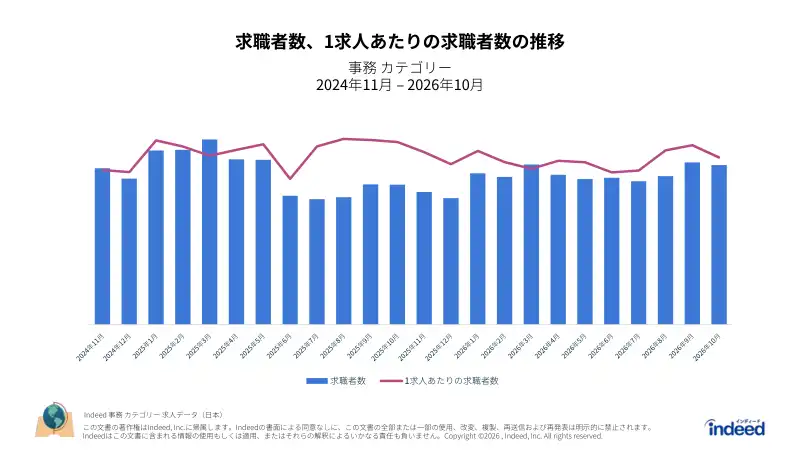 求職者数、1求人あたりの求職者数の推移
事務 カテゴリー
2024年11月 – 2026年10月
2024年11月
2024年12月
2025年1月
2025年2月
2025年3月
2025年4月
2025年5月
2025年6月
2025年7月
2025年8月
2025年9月
2025年10月
2025年11月
2025年12月
2026年1月
2026年2月
2026年3月
2026年4月
2026年5月
2026年6月
2026年7月
2026年8月
2026年9月
2026年10月
求職者数
1求人あたりの求職者数
Indeed 事務 カテゴリー 求人データ（日本）
この文書の著作権はIndeed, Inc.に帰属します。Indeedの書面による同意なしに、この文書の全部または一部の使用、改変、複製、再送信および再発表は明示的に禁止されます。
Indeedはこの文書に含まれる情報の使用もしくは適用、またはそれらの解釈によるいかなる責任も負いません。Copyright ©2026 , Indeed, Inc. All rights reserved.
インディード
indeed